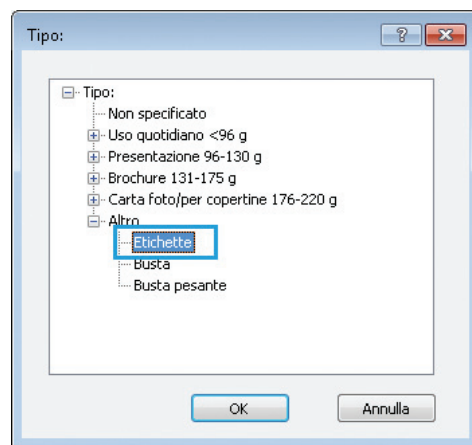 Tipo:
Tipo:
Non specificato
Uso quotidiano <96 g
Presentazione 96-130 g
Brochure 131-175 g
Carta foto/per copertine 176-220 g
Altro
Etichette
Busta
Busta pesante
OK Annulla